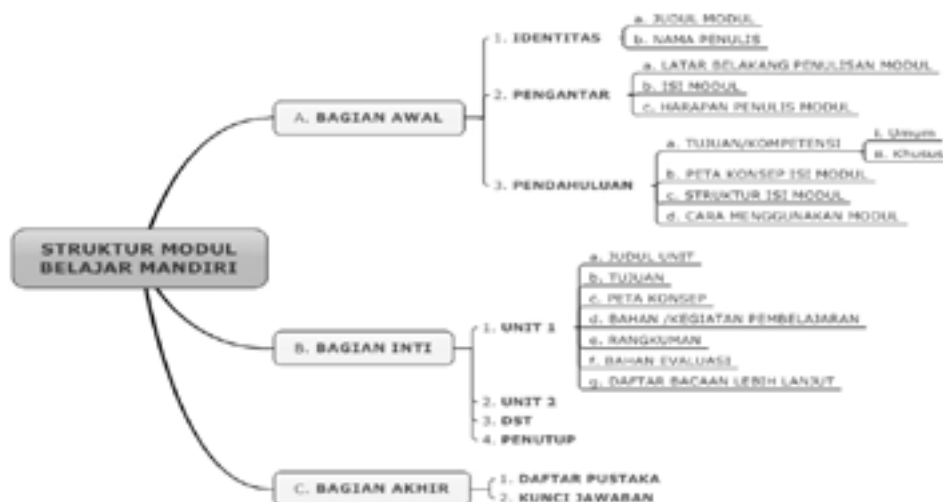 STRUKTUR MODUL
BELAJAR MANDIRI
A. BAGIAN AWAL
1. IDENTITAS
a. JUDUL MODUL
b. NAMA PENULIS
2. PENGANTAR
a. LATAR BELAKANG PENULISAN MODUL
b. ISI MODUL
c. HARAPAN PENULIS MODUL
3. PENDAHULUAN
a. TUJUAN/KOMPETENSI
i. Umum
ii. Khusus
b. PETA KONSEP ISI MODUL
c. STRUKTUR ISI MODUL
d. CARA MENGGUNAKAN MODUL
B. BAGIAN INTI
1. UNIT 1
a. JUDUL UNIT
b. TUJUAN
c. PETA KONSEP
d. BAHAN /KEGIATAN PEMBELAJARAN
e. RANGKUMAN
f. BAHAN EVALUASI
g. DAFTAR BACAAN LEBIH LANJUT
2. UNIT 2
3. DST
4. PENUTUP
C. BAGIAN AKHIR
1. DAFTAR PUSTAKA
2. KUNCI JAWABAN